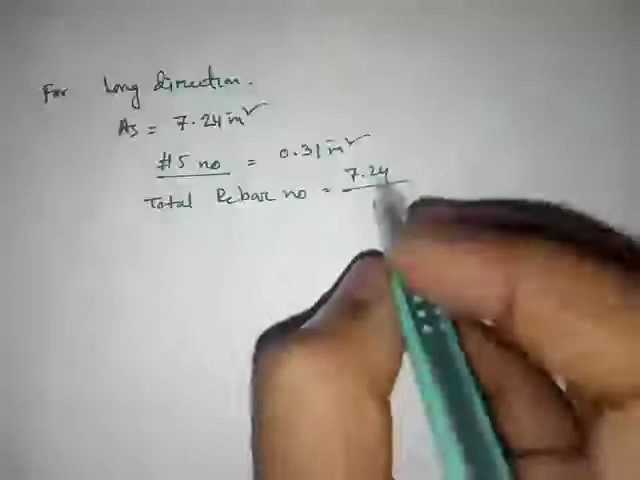 For Long direction.
As = 7.24 in²
#5 no = 0.31 in²
Total Rebar no = 7.24